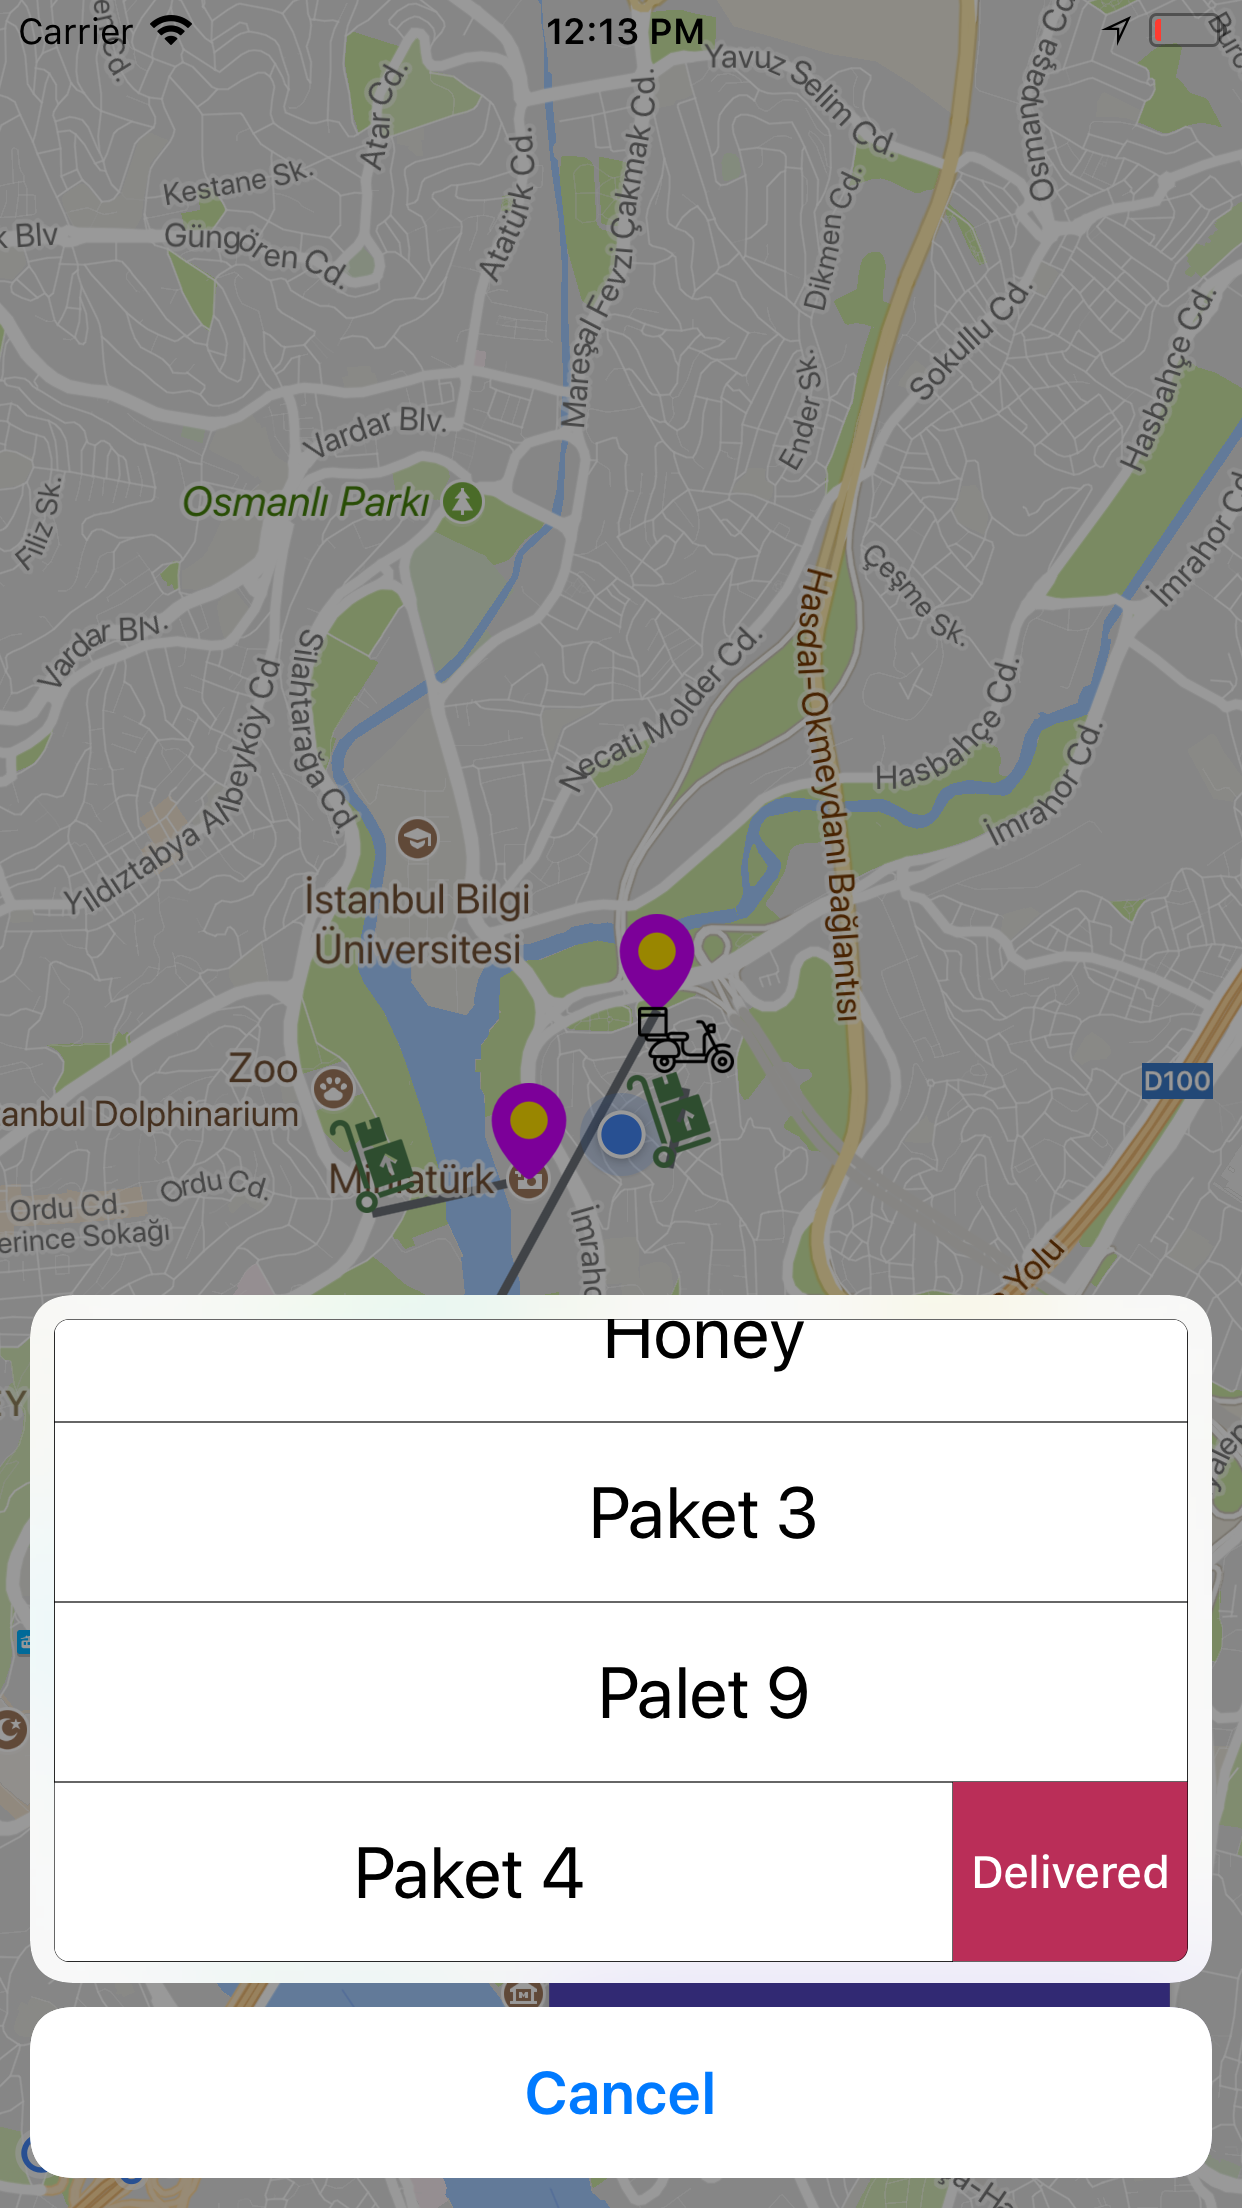 Carrier
12:13 PM
Yavuz Selim Cd.
Osmanpaşa Cd.
Atar Cd.
Kestane Sk.
Güngören Cd.
k Blv
Atatürk Cd.
Mareşal Fevzi Çakmak Cd.
Dikmen Cd.
Sokullu Cd.
Hasbahçe Cd.
Ender Sk.
Vardar Blv.
Osmanlı Parkı
Filiz Sk.
İmrahor Cd
Çeşme Sk.
Vardar Blv.
Silahtarağa Cd.
Necati Molder Cd.
Hasdal-Okmeydanı Bağlantısı
Hasbahçe Cd.
İmrahor Cd.
Yıldıztabya
Alibeyköy Cd
İstanbul Bilgi
Üniversitesi
Zoo
anbul Dolphinarium
D100
Miniatürk
Ordu Cd.
Ordu Cd.
erince Sokağı
İmraho
Yolu
Honey
Paket 3
Palet 9
Paket 4
Delivered
Cancel